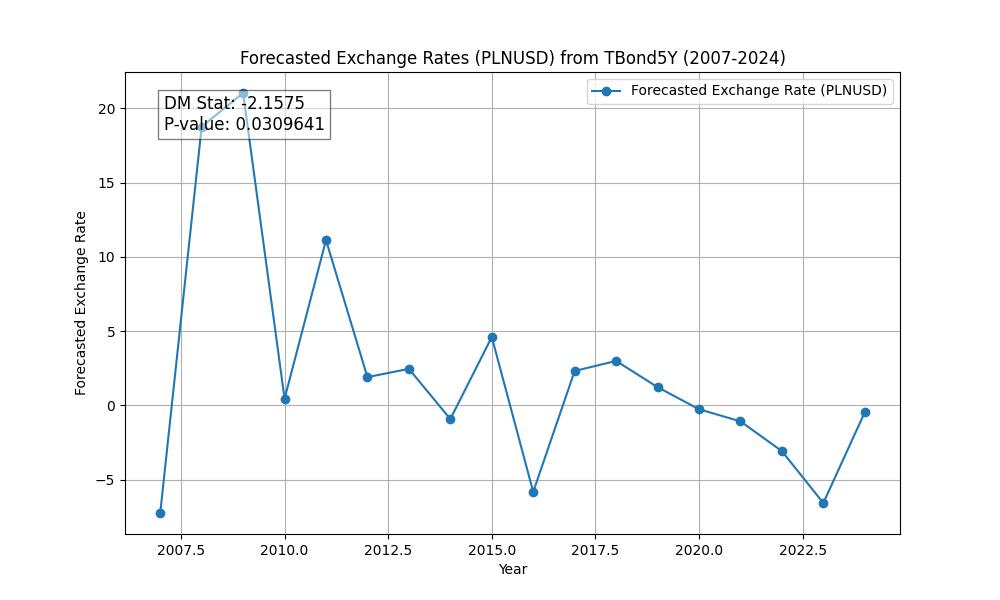 Forecasted Exchange Rates (PLNUSD) from TBond5Y (2007-2024)
DM Stat: -2.1575
P-value: 0.0309641
Forecasted Exchange Rate (PLNUSD)
Forecasted Exchange Rate
20
15
10
5
0
−5
2007.5 2010.0 2012.5 2015.0 2017.5 2020.0 2022.5
Year